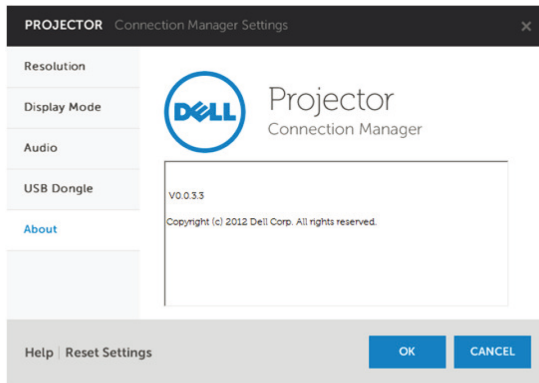 PROJECTOR Connection Manager Settings ×
Resolution
Display Mode
Audio
USB Dongle
About
DELL
Projector
Connection Manager
V0.0.3.3
Copyright (c) 2012 Dell Corp. All rights reserved.
Help | Reset Settings
OK
CANCEL